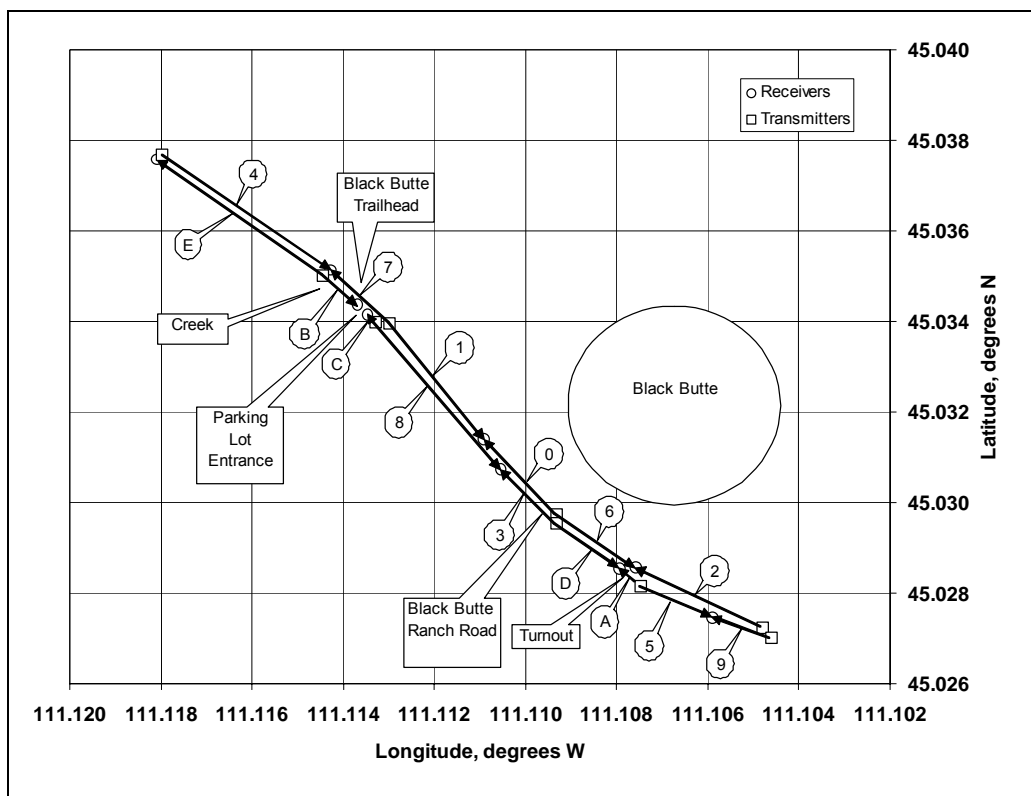 45.040
Receivers
Transmitters
45.038
4
Black Butte
Trailhead
E
45.036
7
Creek
B
45.034
C
1
Black Butte
8
Parking
Lot
Entrance
45.032
0
3
6
45.030
D
2
Black Butte
Ranch Road
Turnout
A
5
9
45.028
45.026
Latitude, degrees N
111.120 111.118 111.116 111.114 111.112 111.110 111.108 111.106 111.104 111.102
Longitude, degrees W